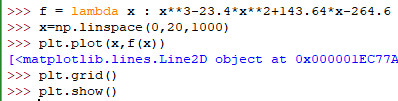 >>> f = lambda x : x**3-23.4*x**2+143.64*x-264.6
>>> x=np.linspace(0,20,1000)
>>> plt.plot(x,f(x))
[<matplotlib.lines.Line2D object at 0x000001EC77A
>>> plt.grid()
>>> plt.show()